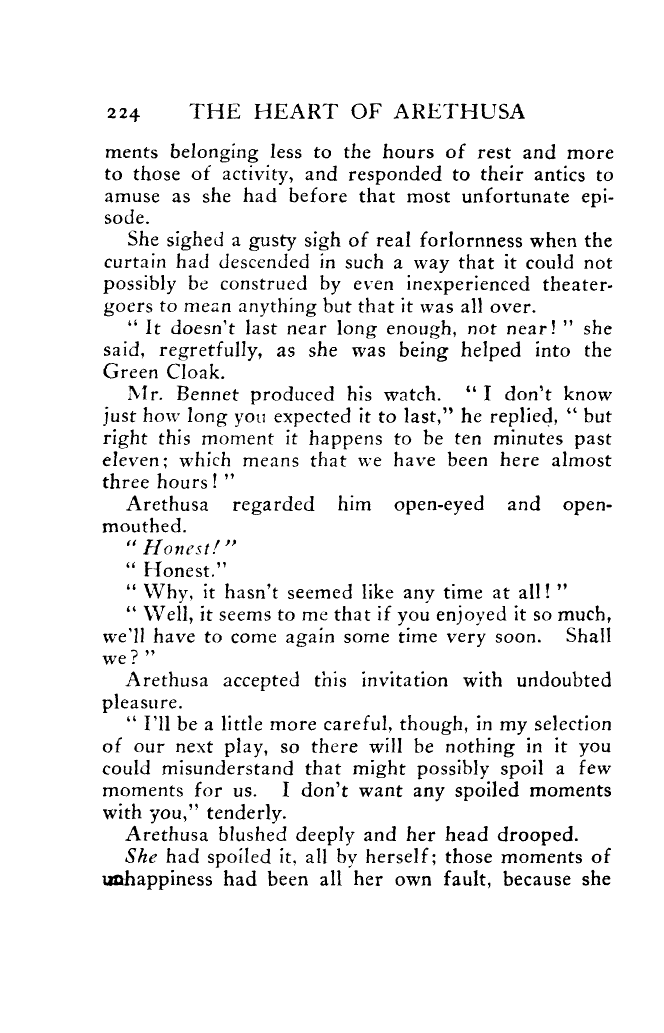 224 THE HEART OF ARETHUSA
ments belonging less to the hours of rest and more
to those of activity, and responded to their antics to
amuse as she had before that most unfortunate epi-
sode.
She sighed a gusty sigh of real forlornness when the
curtain had descended in such a way that it could not
possibly be construed by even inexperienced theater-
goers to mean anything but that it was all over.
" It doesn't last near long enough, not near! " she
said, regretfully, as she was being helped into the
Green Cloak.
Mr. Bennet produced his watch. " I don't know
just how long you expected it to last," he replied, " but
right this moment it happens to be ten minutes past
eleven; which means that we have been here almost
three hours! "
Arethusa regarded him open-eyed and open-
mouthed.
" Honest! "
" Honest."
" Why, it hasn't seemed like any time at all! "
" Well, it seems to me that if you enjoyed it so much,
we'll have to come again some time very soon. Shall
we? "
Arethusa accepted this invitation with undoubted
pleasure.
" I'll be a little more careful, though, in my selection
of our next play, so there will be nothing in it you
could misunderstand that might possibly spoil a few
moments for us. I don't want any spoiled moments
with you," tenderly.
Arethusa blushed deeply and her head drooped.
She had spoiled it, all by herself; those moments of
unhappiness had been all her own fault, because she